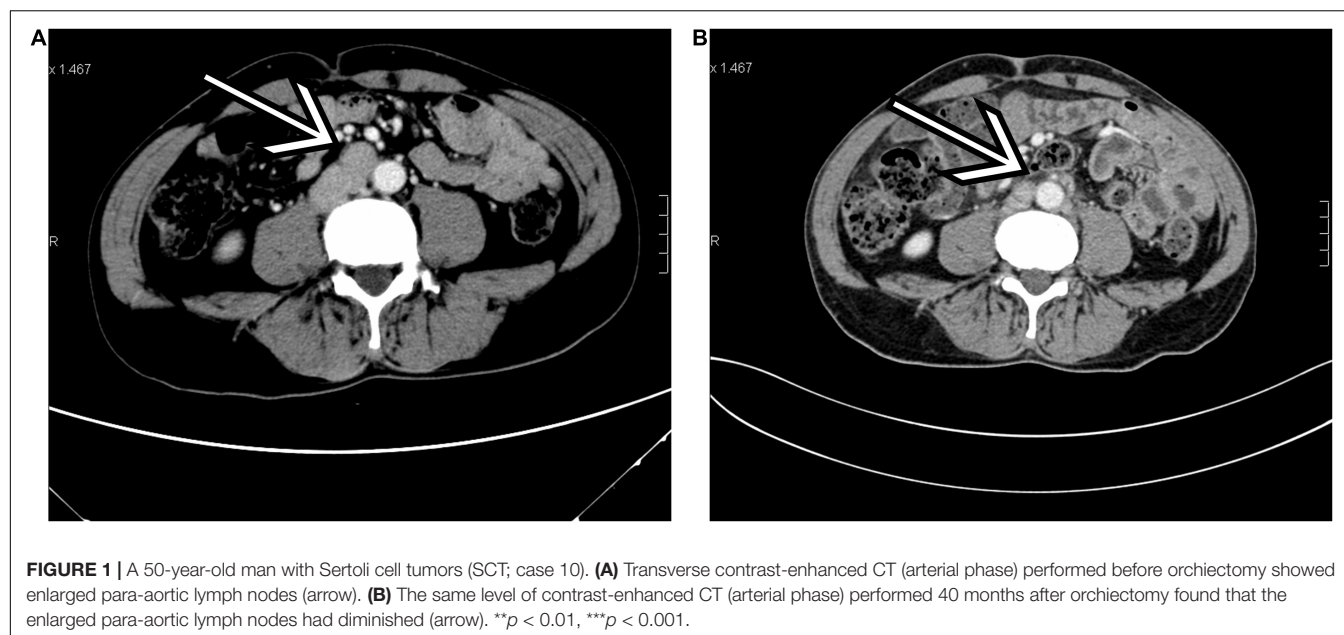 A
x 1.467
R
B
x 1.467
R
FIGURE 1 | A 50-year-old man with Sertoli cell tumors (SCT; case 10). (A) Transverse contrast-enhanced CT (arterial phase) performed before orchiectomy showed
enlarged para-aortic lymph nodes (arrow). (B) The same level of contrast-enhanced CT (arterial phase) performed 40 months after orchiectomy found that the
enlarged para-aortic lymph nodes had diminished (arrow). **p < 0.01, ***p < 0.001.